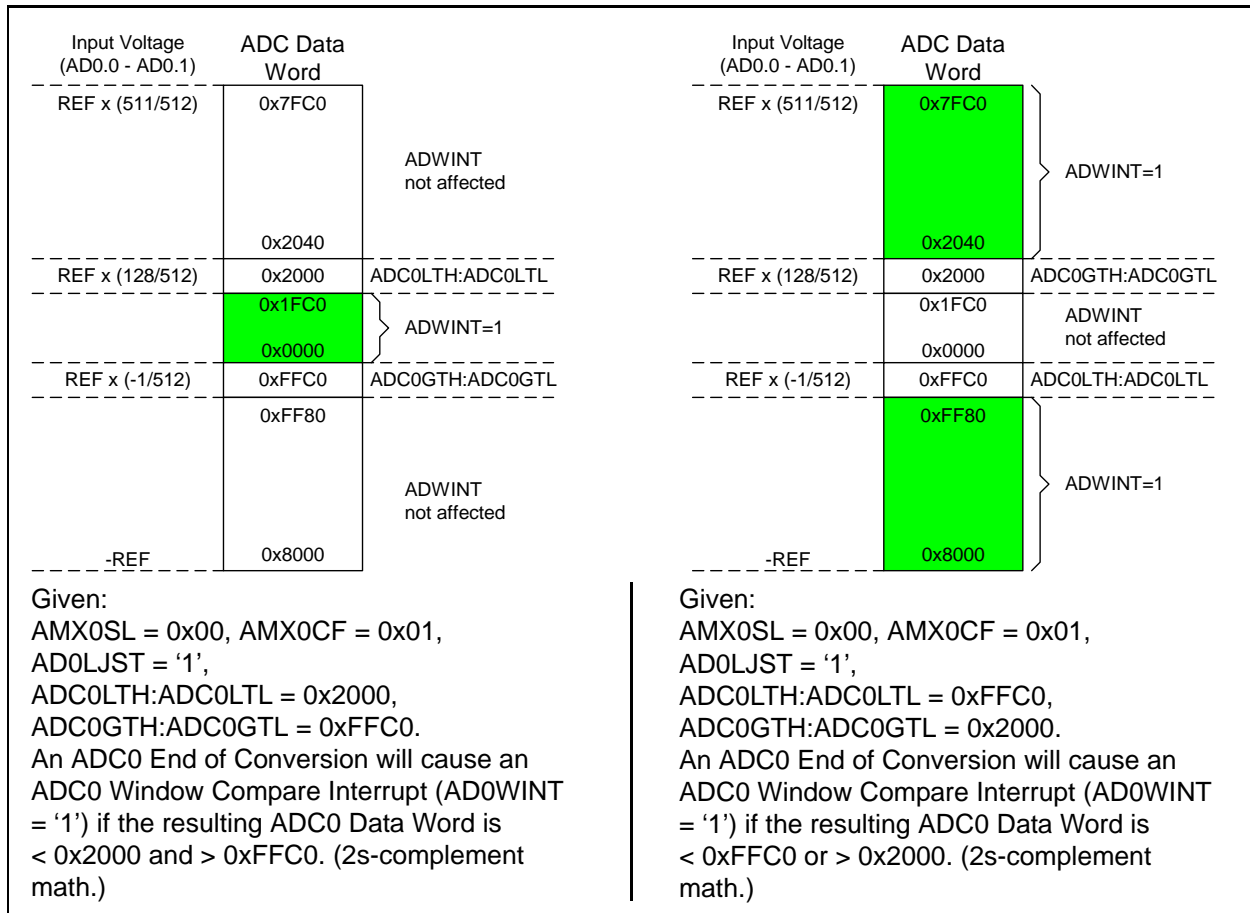 Input Voltage
(AD0.0 - AD0.1)
ADC Data
Word
REF x (511/512)
0x7FC0
ADWINT
not affected
0x2040
REF x (128/512)
0x2000
ADC0LTH:ADC0LTL
0x1FC0
ADWINT=1
0x0000
REF x (-1/512)
0xFFC0
ADC0GTH:ADC0GTL
0xFF80
ADWINT
not affected
-REF
0x8000
Given:
AMX0SL = 0x00, AMX0CF = 0x01,
AD0LJST = ‘1’,
ADC0LTH:ADC0LTL = 0x2000,
ADC0GTH:ADC0GTL = 0xFFC0.
An ADC0 End of Conversion will cause an
ADC0 Window Compare Interrupt (AD0WINT
= ‘1’) if the resulting ADC0 Data Word is
< 0x2000 and > 0xFFC0. (2s-complement
math.)
Input Voltage
(AD0.0 - AD0.1)
ADC Data
Word
REF x (511/512)
0x7FC0
ADWINT=1
0x2040
REF x (128/512)
0x2000
ADC0GTH:ADC0GTL
0x1FC0
ADWINT
not affected
0x0000
REF x (-1/512)
0xFFC0
ADC0LTH:ADC0LTL
0xFF80
ADWINT=1
-REF
0x8000
Given:
AMX0SL = 0x00, AMX0CF = 0x01,
AD0LJST = ‘1’,
ADC0LTH:ADC0LTL = 0xFFC0,
ADC0GTH:ADC0GTL = 0x2000.
An ADC0 End of Conversion will cause an
ADC0 Window Compare Interrupt (AD0WINT
= ‘1’) if the resulting ADC0 Data Word is
< 0xFFC0 or > 0x2000. (2s-complement
math.)